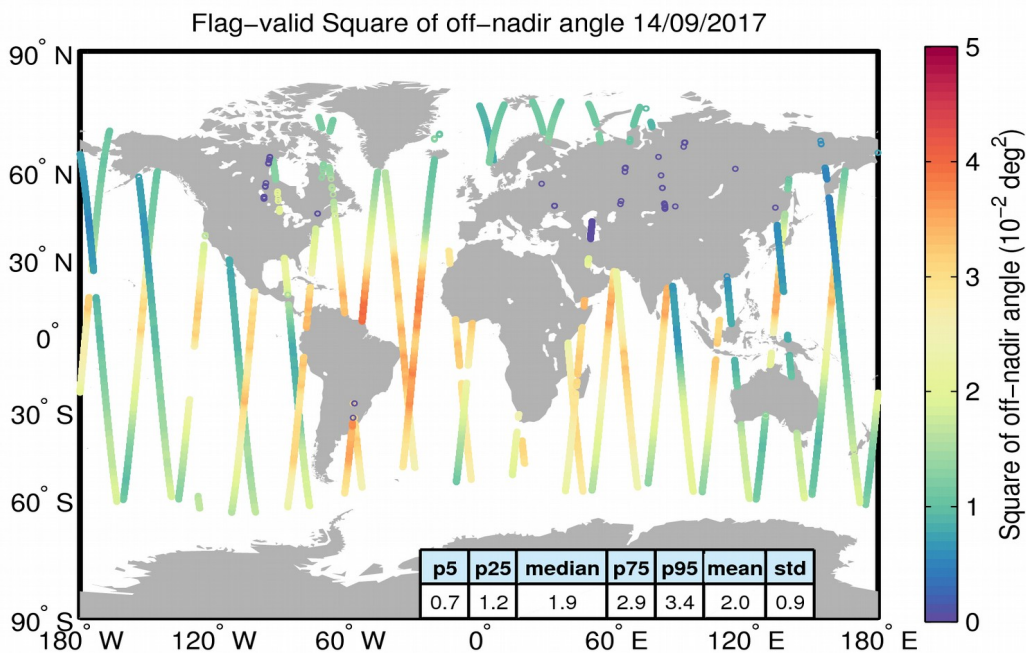 Flag−valid Square of off−nadir angle 14/09/2017
90° N
60° N
30° N
0°
30° S
60° S
90° S
180° W
120° W
60° W
0°
60° E
120° E
180° E
p5 p25 median p75 p95 mean std
0.7 1.2 1.9 2.9 3.4 2.0 0.9
5
4
3
2
1
0
Square of off−nadir angle (10⁻² deg²)